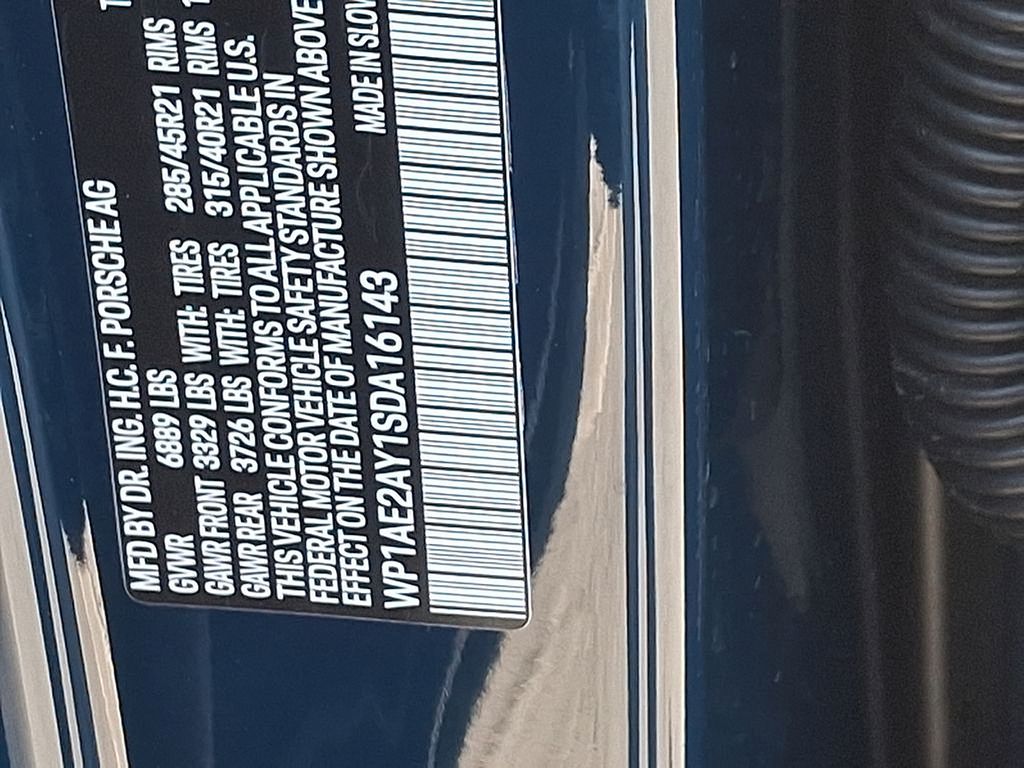 MFD BY DR. ING. H.C. F. PORSCHE AG
GVWR 6889 LBS
GAWR FRONT 3329 LBS WITH: TIRES 285/45R21 RIMS
GAWR REAR 3726 LBS WITH: TIRES 315/40R21 RIMS
THIS VEHICLE CONFORMS TO ALL APPLICABLE U.S.
FEDERAL MOTOR VEHICLE SAFETY STANDARDS IN
EFFECT ON THE DATE OF MANUFACTURE SHOWN ABOVE
MADE IN
WP1AE2AY1SDA16143